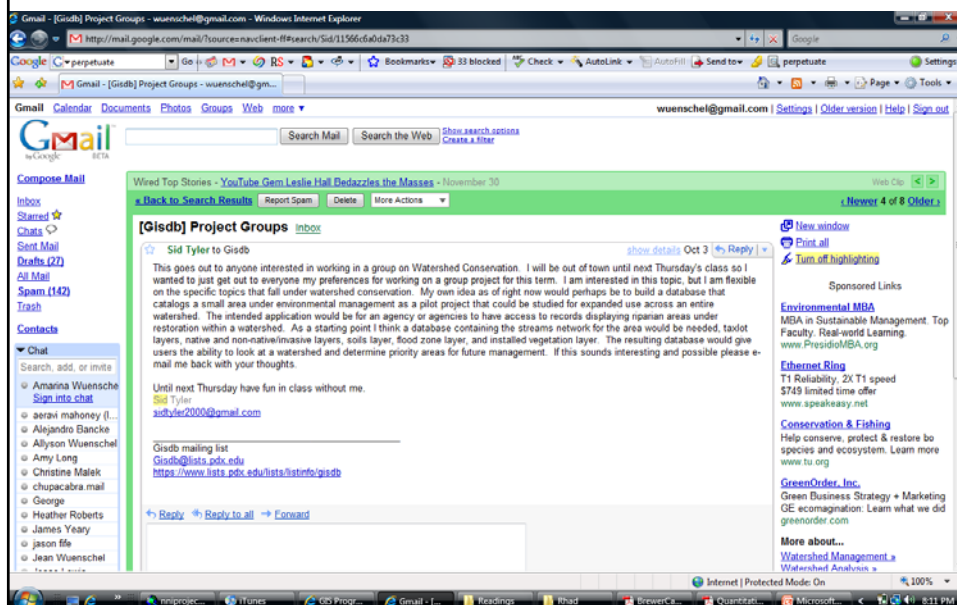 Gmail - [Gisdb] Project Groups - wuenschel@gmail.com - Windows Internet Explorer
http://mail.google.com/mail/?source=navclient-ff#search/Sid/11566c6a0da73c33
Google
Google perpetuate Go RS Bookmarks 33 blocked Check AutoLink AutoFill Send to perpetuate Settings
Gmail - [Gisdb] Project Groups - wuenschel@gm... Page Tools
Gmail Calendar Documents Photos Groups Web more wuenschel@gmail.com | Settings | Older version | Help | Sign out
Gmail by Google BETA
Search Mail Search the Web Show search options
Create a filter
Compose Mail
Inbox
Starred
Chats
Sent Mail
Drafts (27)
All Mail
Spam (142)
Trash
Contacts
Chat
Search, add, or invite
Amarina Wuensche
Sign into chat
aeravi mahoney (l...
Alejandro Bancke
Allyson Wuenschel
Amy Long
Christine Malek
chupacabra.mail
George
Heather Roberts
James Yeary
jason fife
Jean Wuenschel
Wired Top Stories - YouTube Gem Leslie Hall Bedazzles the Masses - November 30 Web Clip < >
« Back to Search Results Report Spam Delete More Actions ‹ Newer 4 of 8 Older ›
[Gisdb] Project Groups Inbox
Sid Tyler to Gisdb show details Oct 3 Reply
This goes out to anyone interested in working in a group on Watershed Conservation. I will be out of town until next Thursday's class so I
wanted to just get out to everyone my preferences for working on a group project for this term. I am interested in this topic, but I am flexible
on the specific topics that fall under watershed conservation. My own idea as of right now would perhaps be to build a database that
catalogs a small area under environmental management as a pilot project that could be studied for expanded use across an entire
watershed. The intended application would be for an agency or agencies to have access to records displaying riparian areas under
restoration within a watershed. As a starting point I think a database containing the streams network for the area would be needed, taxlot
layers, native and non-native/invasive layers, soils layer, flood zone layer, and installed vegetation layer. The resulting database would give
users the ability to look at a watershed and determine priority areas for future management. If this sounds interesting and possible please e-
mail me back with your thoughts.
Until next Thursday have fun in class without me.
Sid Tyler
sidtyler2000@gmail.com
Gisdb mailing list
Gisdb@lists.pdx.edu
https://www.lists.pdx.edu/lists/listinfo/gisdb
Reply Reply to all Forward
New window
Print all
Turn off highlighting
Sponsored Links
Environmental MBA
MBA in Sustainable Management. Top
Faculty. Real-world Learning.
www.PresidioMBA.org
Ethernet Ring
T1 Reliability, 2X T1 speed
$749 limited time offer
www.speakeasy.net
Conservation & Fishing
Help conserve, protect & restore bo
species and ecosystem. Learn more
www.tu.org
GreenOrder, Inc.
Green Business Strategy + Marketing
GE ecomagination: Learn what we did
greenorder.com
More about...
Watershed Management »
Watershed Analysis »
Internet | Protected Mode: On 100%
nniprojec... iTunes GIS Progr... Gmail - [... Readings Rhad BrewerCa... Quantitati... Microsoft... 8:11 PM